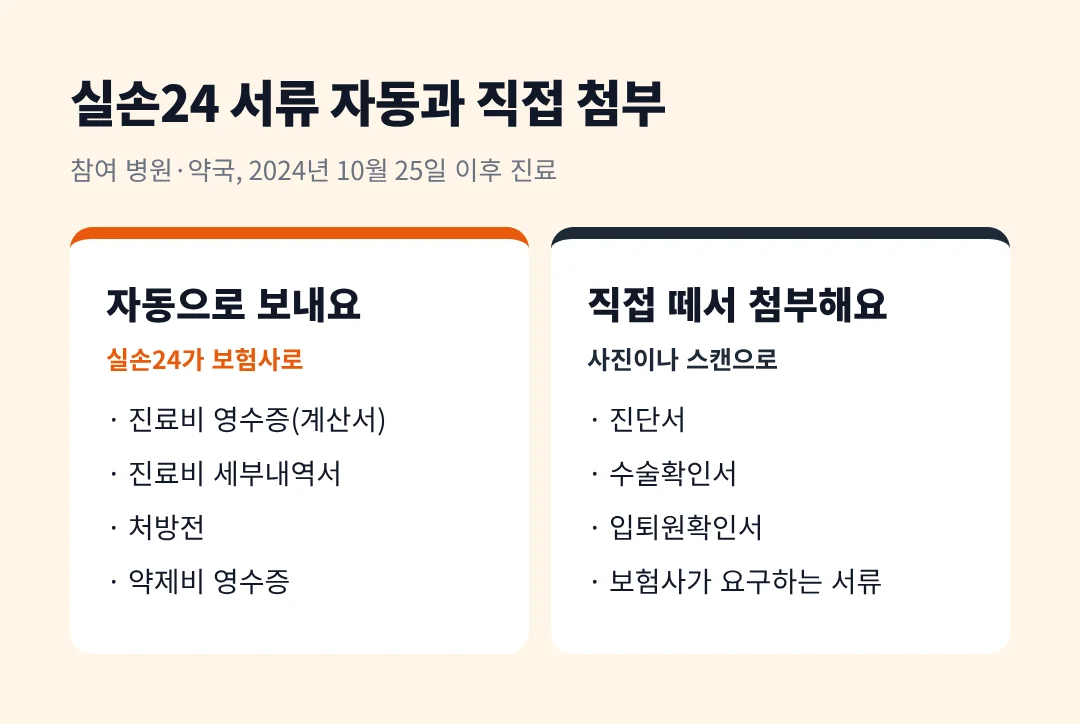 실손24 서류 자동과 직접 첨부
참여 병원·약국, 2024년 10월 25일 이후 진료
자동으로 보내요
실손24가 보험사로
· 진료비 영수증(계산서)
· 진료비 세부내역서
· 처방전
· 약제비 영수증
직접 떼서 첨부해요
사진이나 스캔으로
· 진단서
· 수술확인서
· 입퇴원확인서
· 보험사가 요구하는 서류